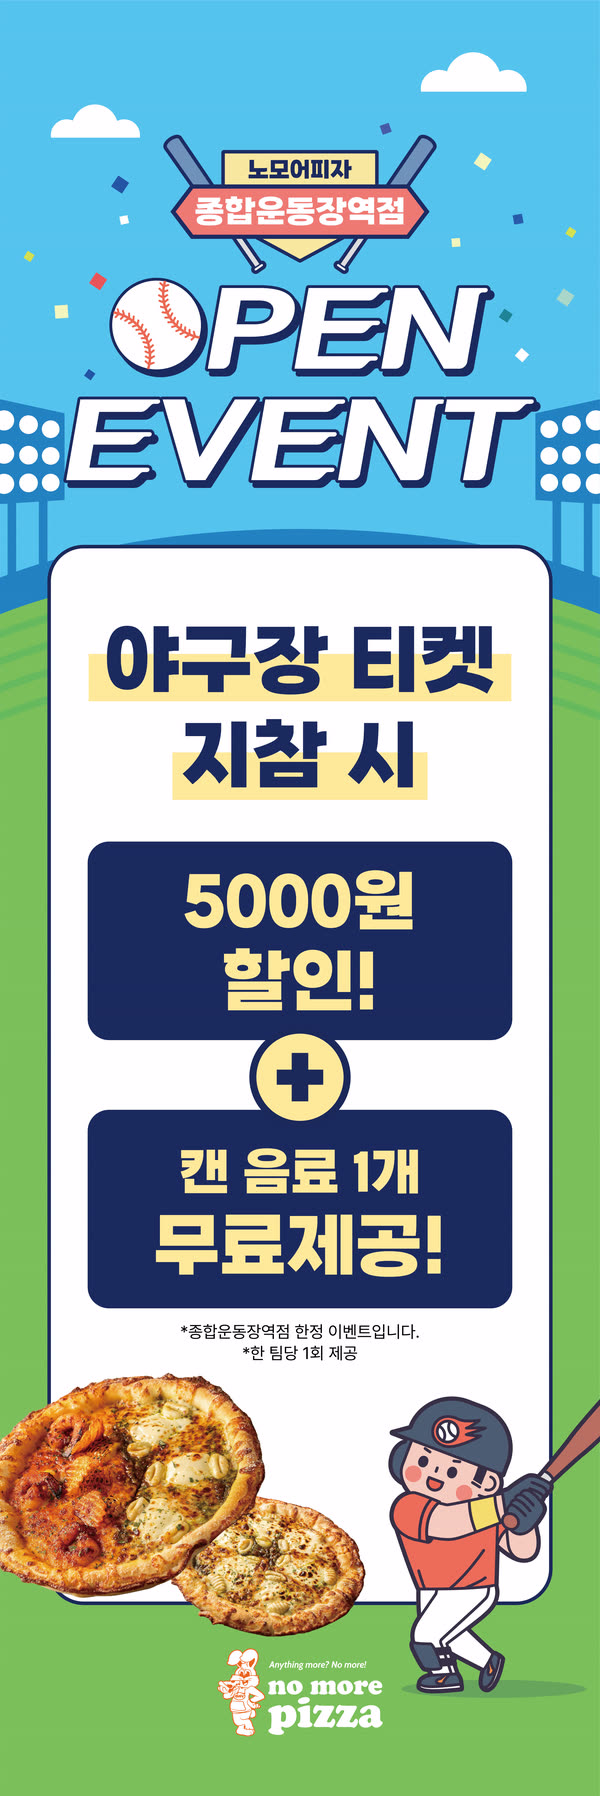 노모어피자
종합운동장역점
OPEN
EVENT
야구장 티켓
지참 시
5000원
할인!
+
캔 음료 1개
무료제공!
*종합운동장역점 한정 이벤트입니다.
*한 팀당 1회 제공
Anything more? No more!
no more
pizza